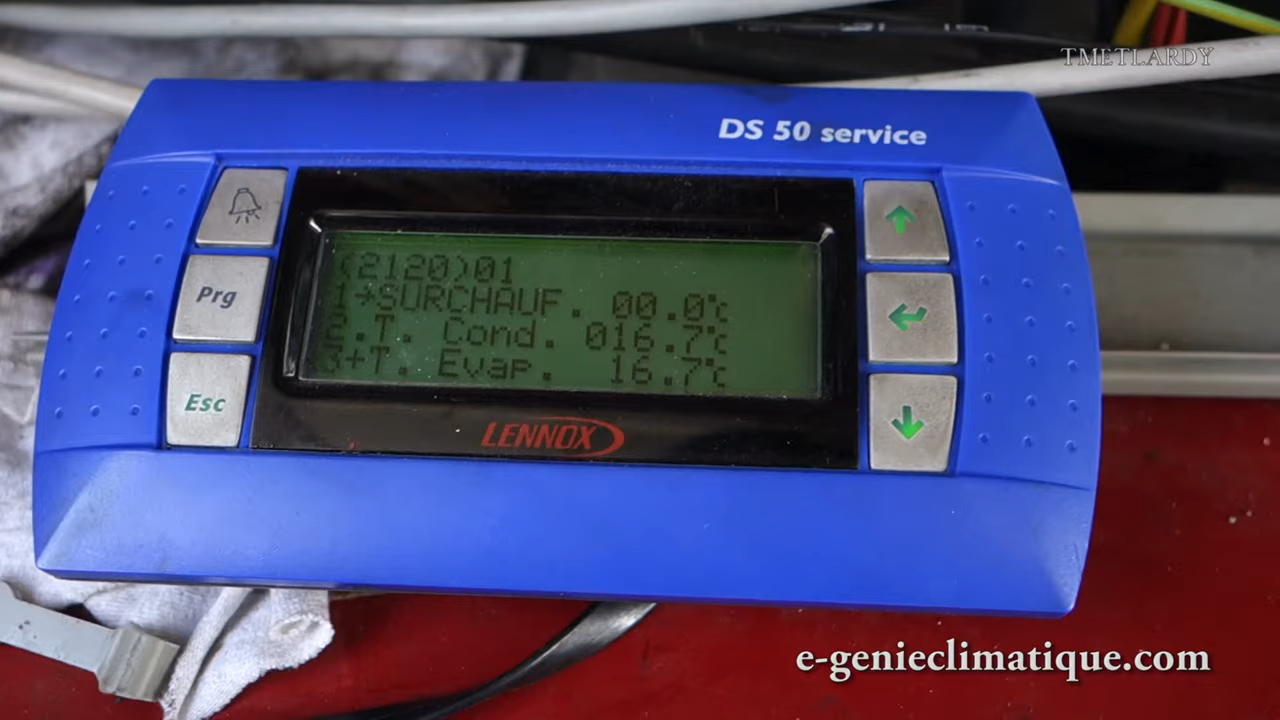 TMETLARDY
DS 50 service
Prg
Esc
(2120)01
1→SURCHAUF. 00.0°c
2.T. Cond. 016.7°c
3+T. Evap. 16.7°c
LENNOX
e-genieclimatique.com